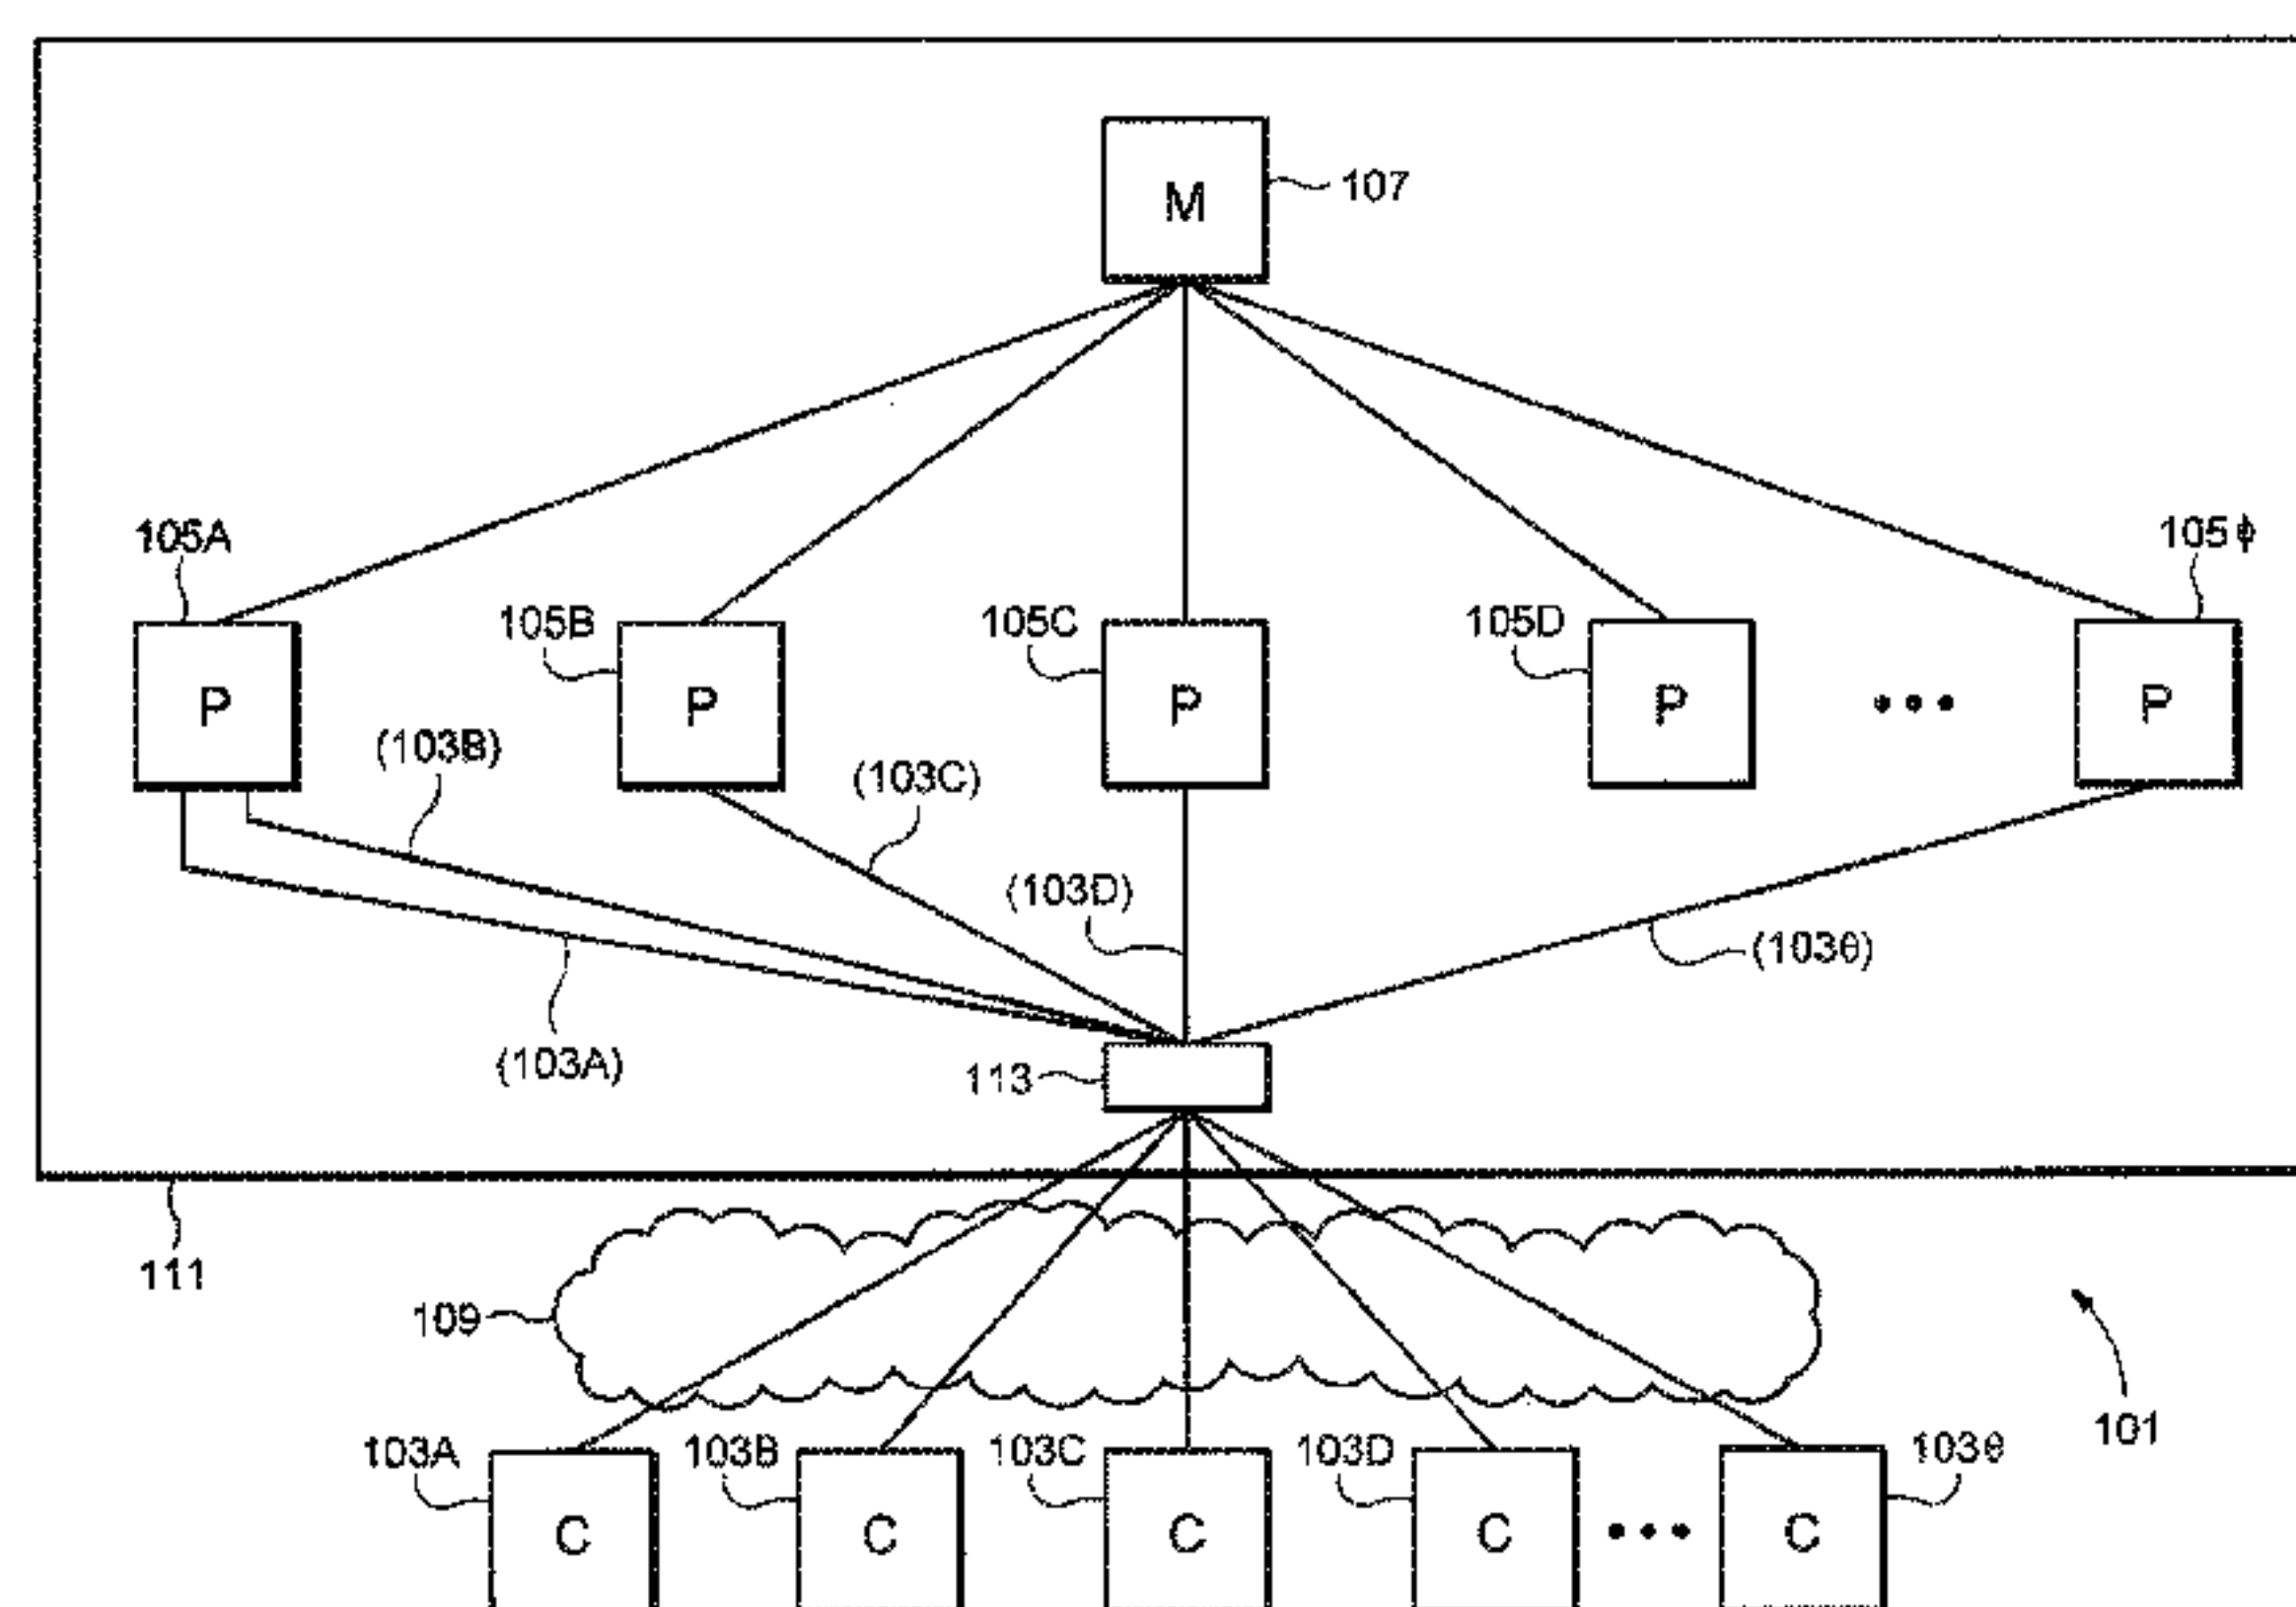 M
107
105A
105B
105C
105D
105ϕ
P
P
P
P
•••
P
(103B)
(103C)
(103D)
(103θ)
(103A)
113
111
109
101
103A
103B
103C
103D
103θ
C
C
C
C
•••
C